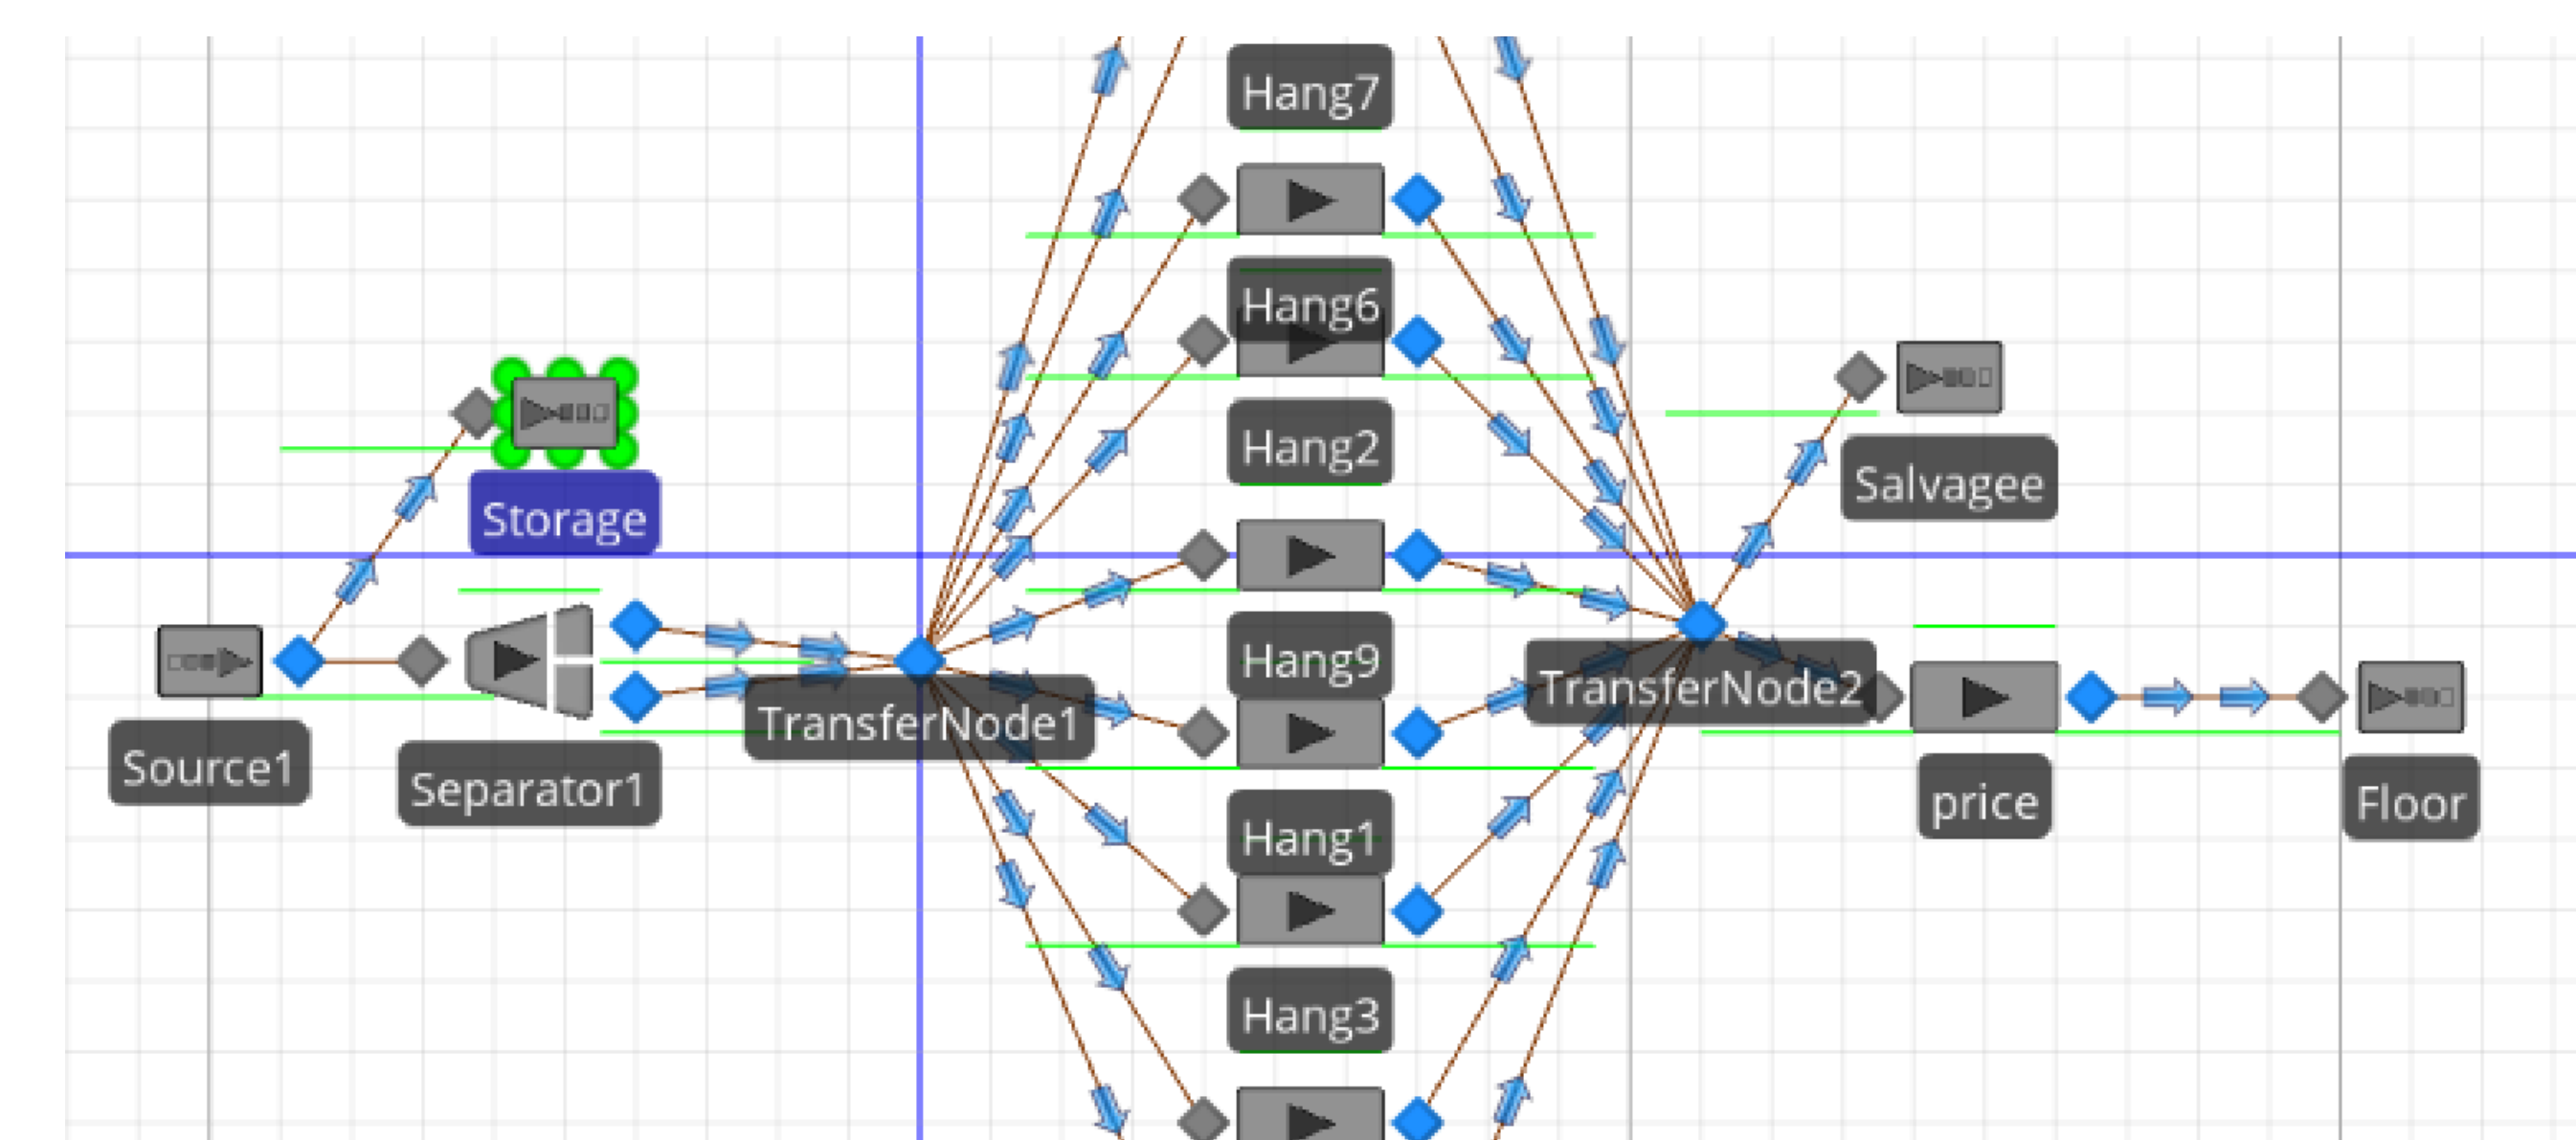 Hang7
Hang6
Hang2
Salvagee
Storage
Hang9
TransferNode2
TransferNode1
Source1
Separator1
price
Floor
Hang1
Hang3